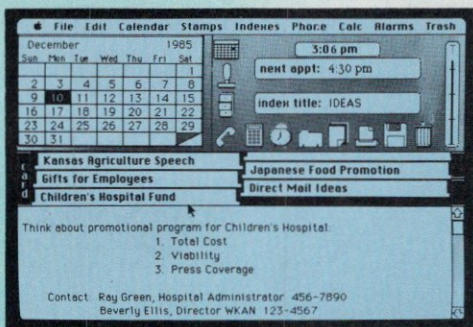 File Edit Calendar Stamps Indexes Phone Calc Alarms Trash
December 1985
Sun Mon Tue Wed Thu Fri Sat
1
2 3 4 5 6 7 8
9 10 11 12 13 14 15
16 17 18 19 20 21 22
23 24 25 26 27 28 29
30 31
3:06 pm
next appt: 4:30 pm
index title: IDEAS
Card
Kansas Agriculture Speech
Gifts for Employees
Children's Hospital Fund
Japanese Food Promotion
Direct Mail Ideas
Think about promotional program for Children's Hospital:
1. Total Cost
2. Viability
3. Press Coverage
Contact: Ray Green, Hospital Administrator 456-7890
Beverly Ellis, Director WKAN 123-4567